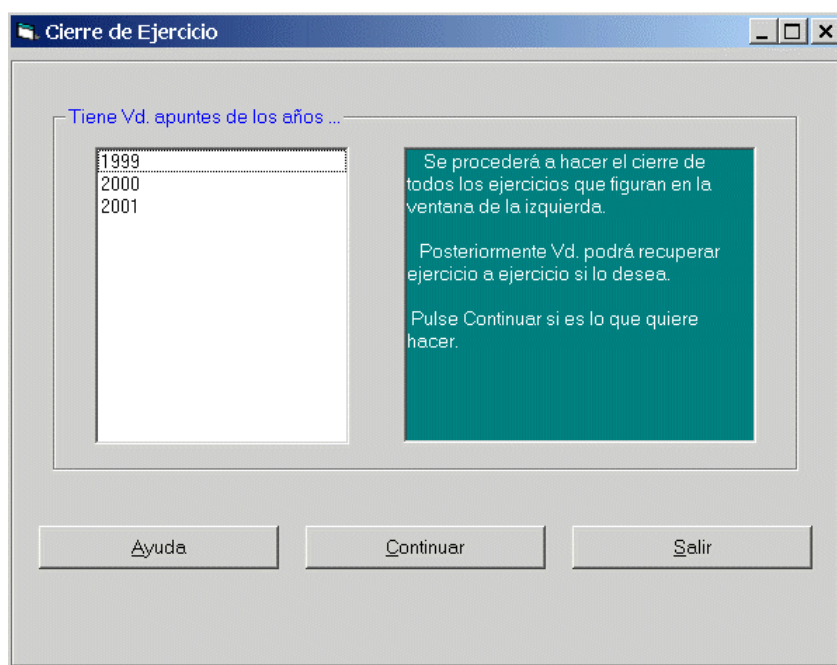 Cierre de Ejercicio
Tiene Vd. apuntes de los años ...
1999
2000
2001
Se procederá a hacer el cierre de
todos los ejercicios que figuran en la
ventana de la izquierda.
Posteriormente Vd. podrá recuperar
ejercicio a ejercicio si lo desea.
Pulse Continuar si es lo que quiere
hacer.
Ayuda
Continuar
Salir